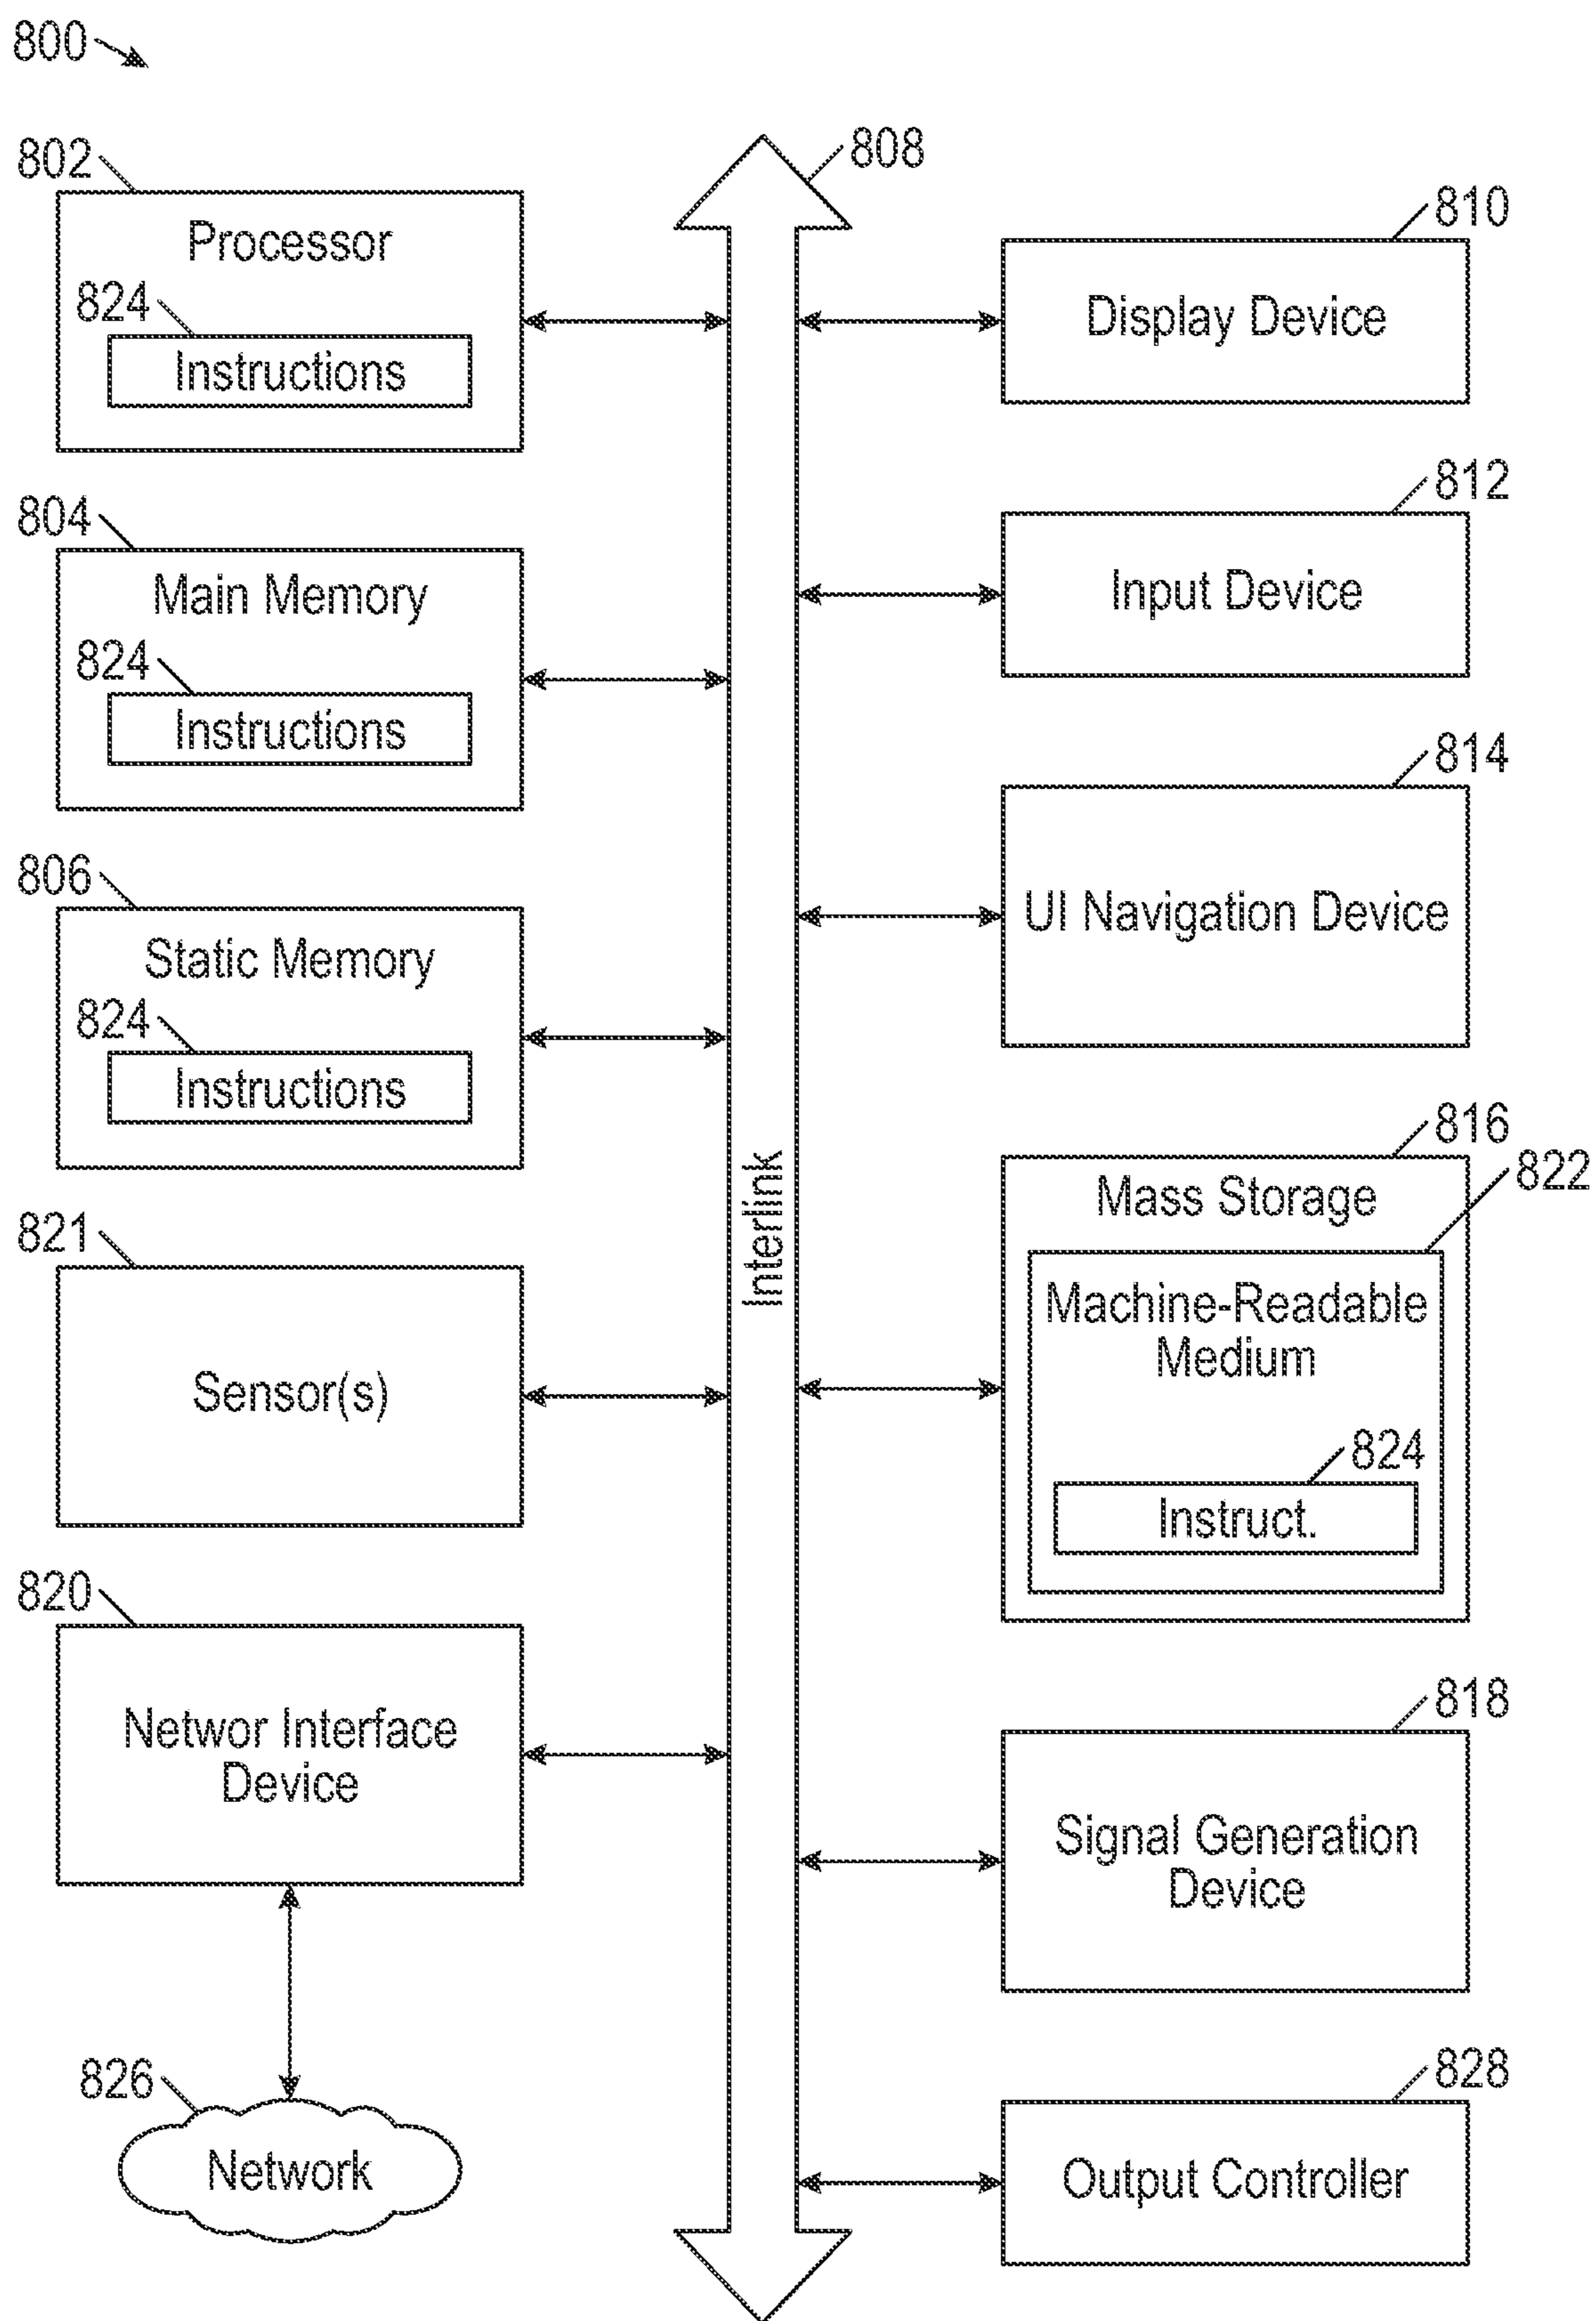 800
802
Processor
824
Instructions
804
Main Memory
824
Instructions
806
Static Memory
824
Instructions
821
Sensor(s)
820
Networ Interface
Device
826
Network
808
Interlink
810
Display Device
812
Input Device
814
UI Navigation Device
816
822
Mass Storage
Machine-Readable
Medium
824
Instruct.
818
Signal Generation
Device
828
Output Controller